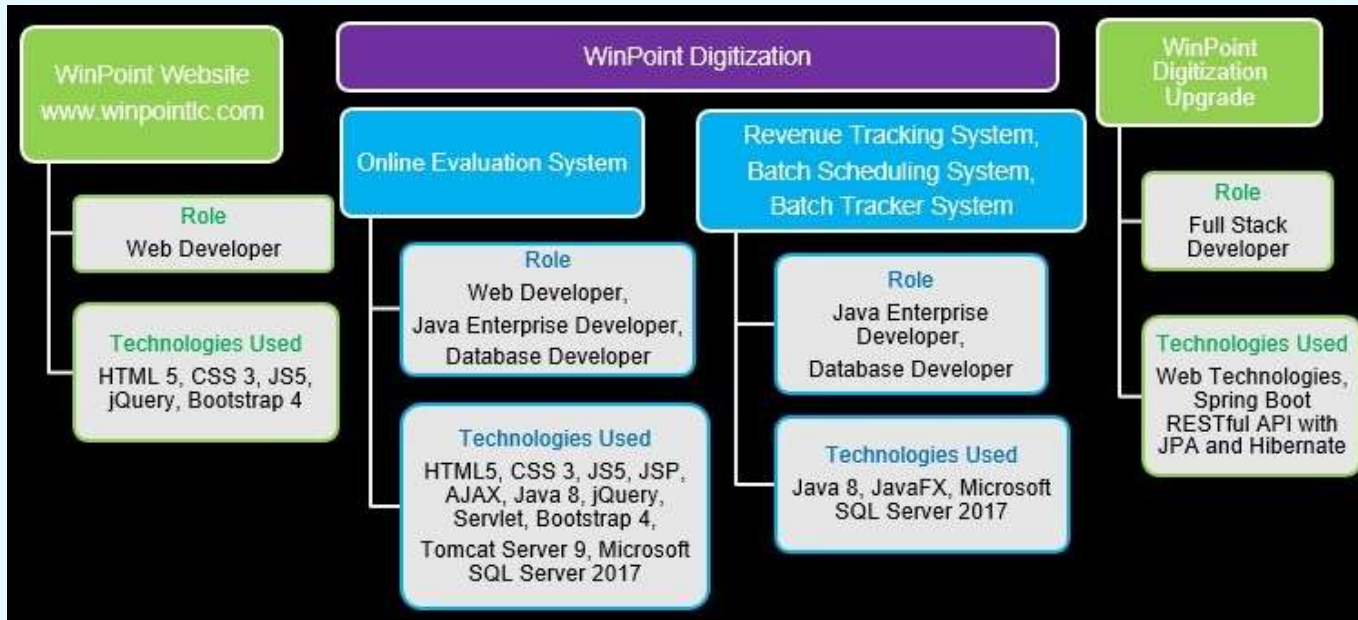 WinPoint Website
www.winpointlc.com
Role
Web Developer
Technologies Used
HTML 5, CSS 3, JS5,
jQuery, Bootstrap 4
WinPoint Digitization
Online Evaluation System
Role
Web Developer,
Java Enterprise Developer,
Database Developer
Technologies Used
HTML5, CSS 3, JS5, JSP,
AJAX, Java 8, jQuery,
Servlet, Bootstrap 4,
Tomcat Server 9, Microsoft
SQL Server 2017
Revenue Tracking System,
Batch Scheduling System,
Batch Tracker System
Role
Java Enterprise
Developer,
Database Developer
Technologies Used
Java 8, JavaFX, Microsoft
SQL Server 2017
WinPoint
Digitization
Upgrade
Role
Full Stack
Developer
Technologies Used
Web Technologies,
Spring Boot
RESTful API with
JPA and Hibernate